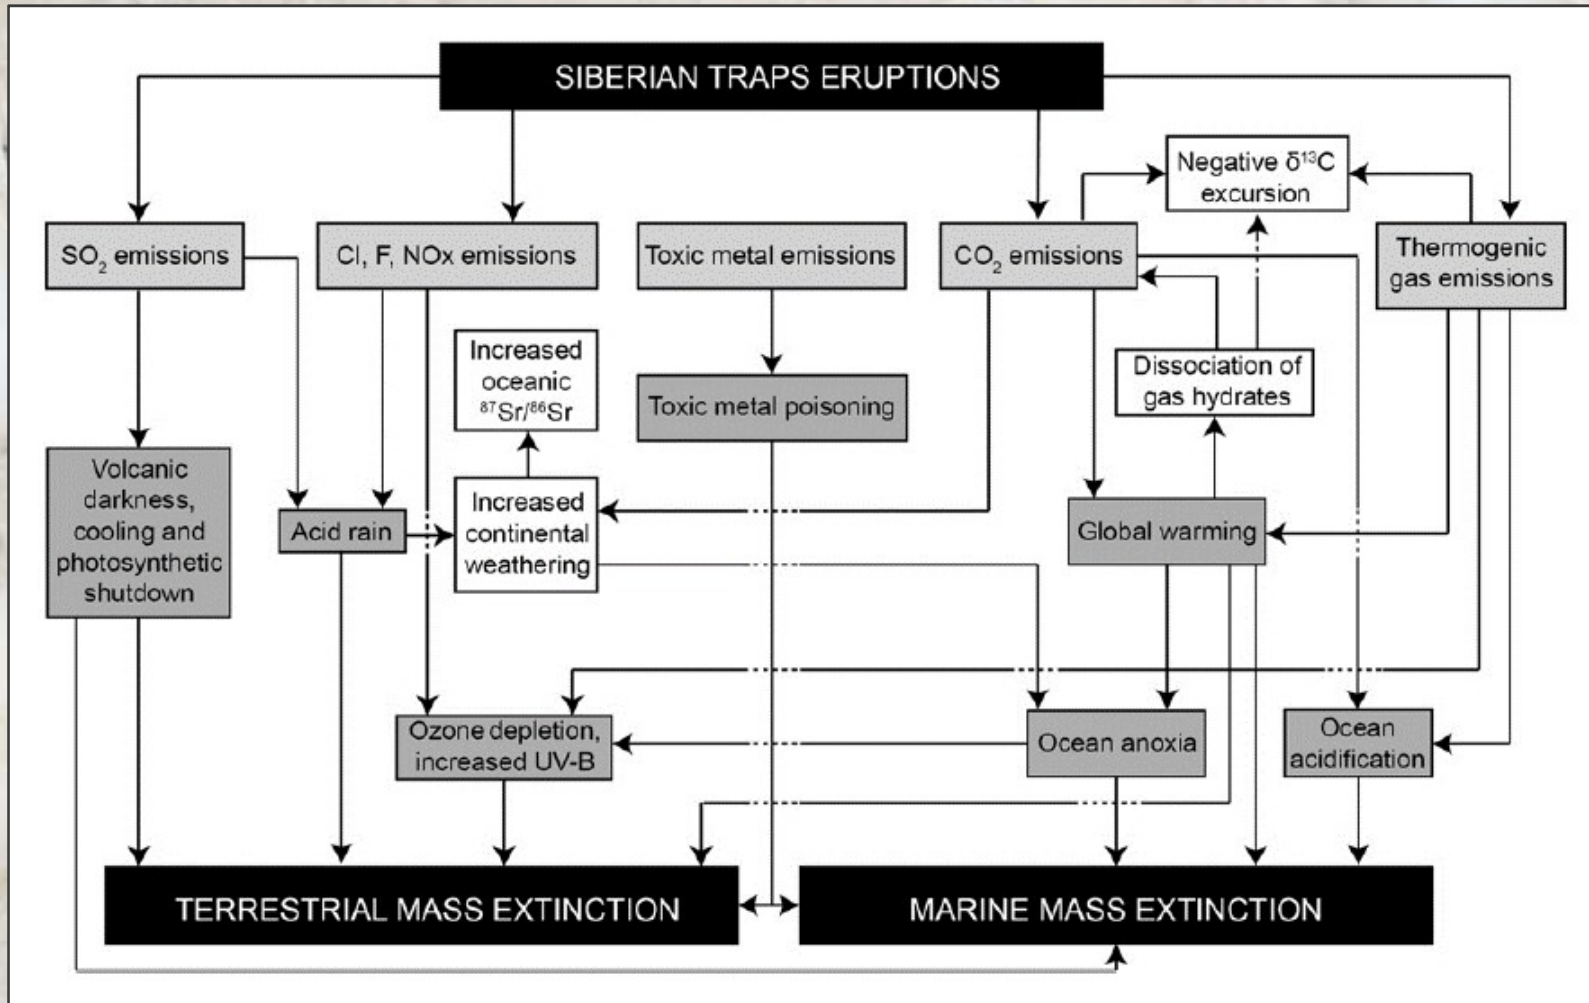 SIBERIAN TRAPS ERUPTIONS
Negative δ¹³C
excursion
SO₂ emissions
Cl, F, NOx emissions
Toxic metal emissions
CO₂ emissions
Thermogenic
gas emissions
Increased
oceanic
⁸⁷Sr/⁸⁶Sr
Toxic metal poisoning
Dissociation of
gas hydrates
Volcanic
darkness,
cooling and
photosynthetic
shutdown
Acid rain
Increased
continental
weathering
Global warming
Ozone depletion,
increased UV-B
Ocean anoxia
Ocean
acidification
TERRESTRIAL MASS EXTINCTION
MARINE MASS EXTINCTION